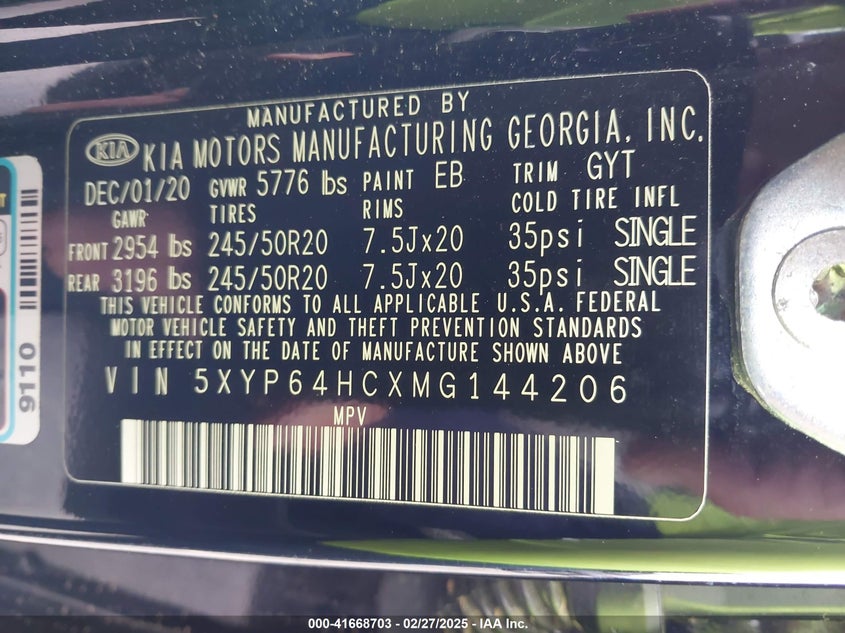 MANUFACTURED BY
KIA KIA MOTORS MANUFACTURING GEORGIA, INC.
DEC/01/20 GVWR 5776 lbs PAINT EB TRIM GYT
GAWR TIRES RIMS COLD TIRE INFL
FRONT 2954 lbs 245/50R20 7.5Jx20 35psi SINGLE
REAR 3196 lbs 245/50R20 7.5Jx20 35psi SINGLE
THIS VEHICLE CONFORMS TO ALL APPLICABLE U.S.A. FEDERAL
MOTOR VEHICLE SAFETY AND THEFT PREVENTION STANDARDS
IN EFFECT ON THE DATE OF MANUFACTURE SHOWN ABOVE
VIN 5XYP64HCXMG144206
MPV
9110
000-41668703 - 02/27/2025 - IAA Inc.